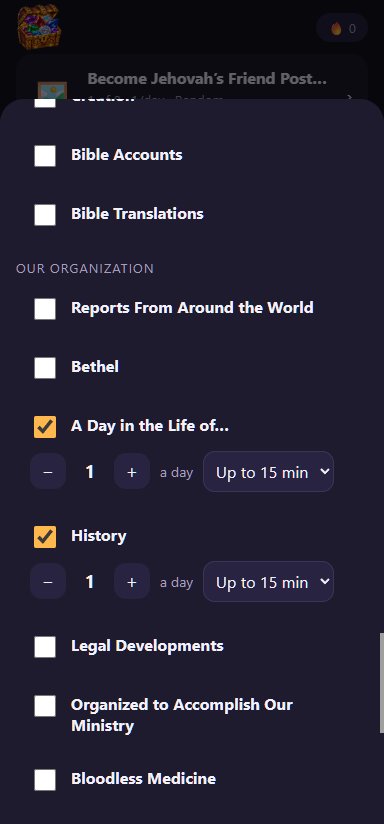 0
Become Jehovah's Friend Post...
Creation
Bible Accounts
Bible Translations
OUR ORGANIZATION
Reports From Around the World
Bethel
A Day in the Life of...
− 1 + a day Up to 15 min
History
− 1 + a day Up to 15 min
Legal Developments
Organized to Accomplish Our
Ministry
Bloodless Medicine